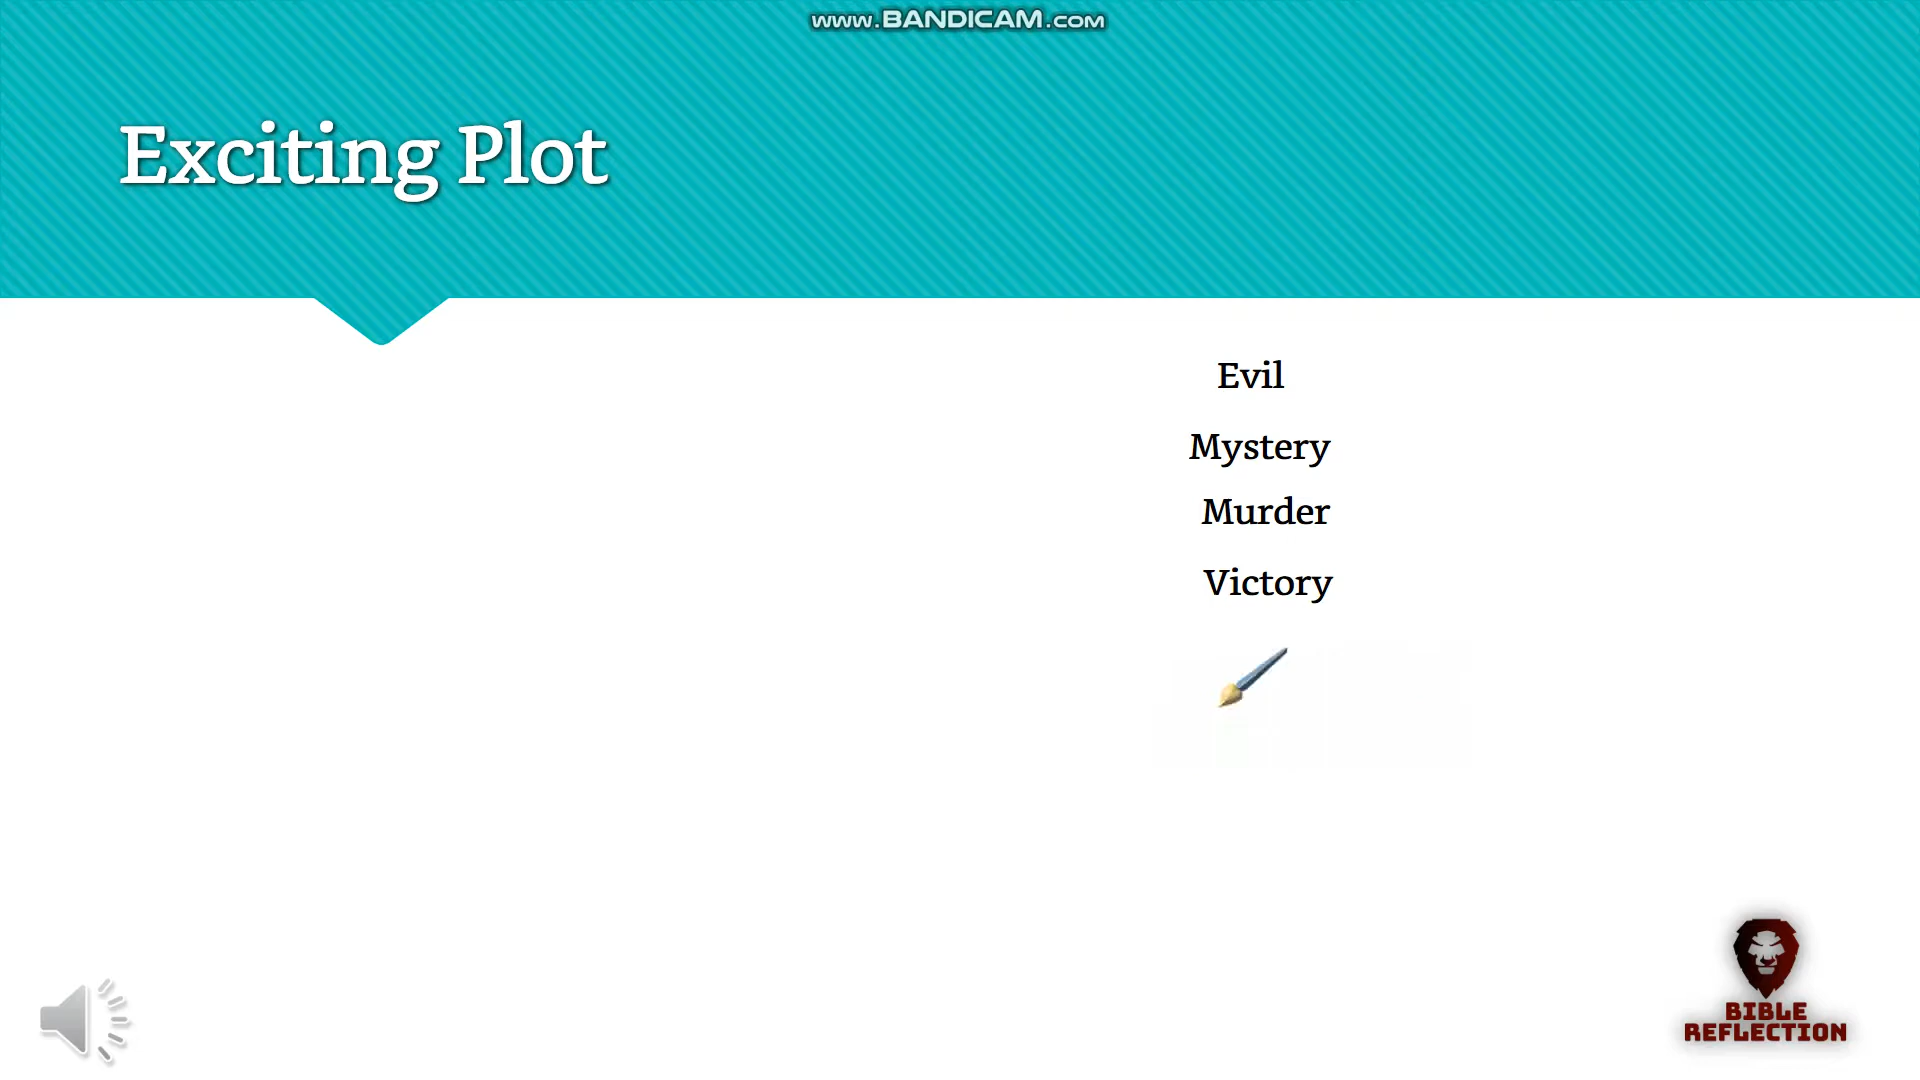 www.BANDICAM.com
Exciting Plot
Evil
Mystery
Murder
Victory
BIBLE
REFLECTION